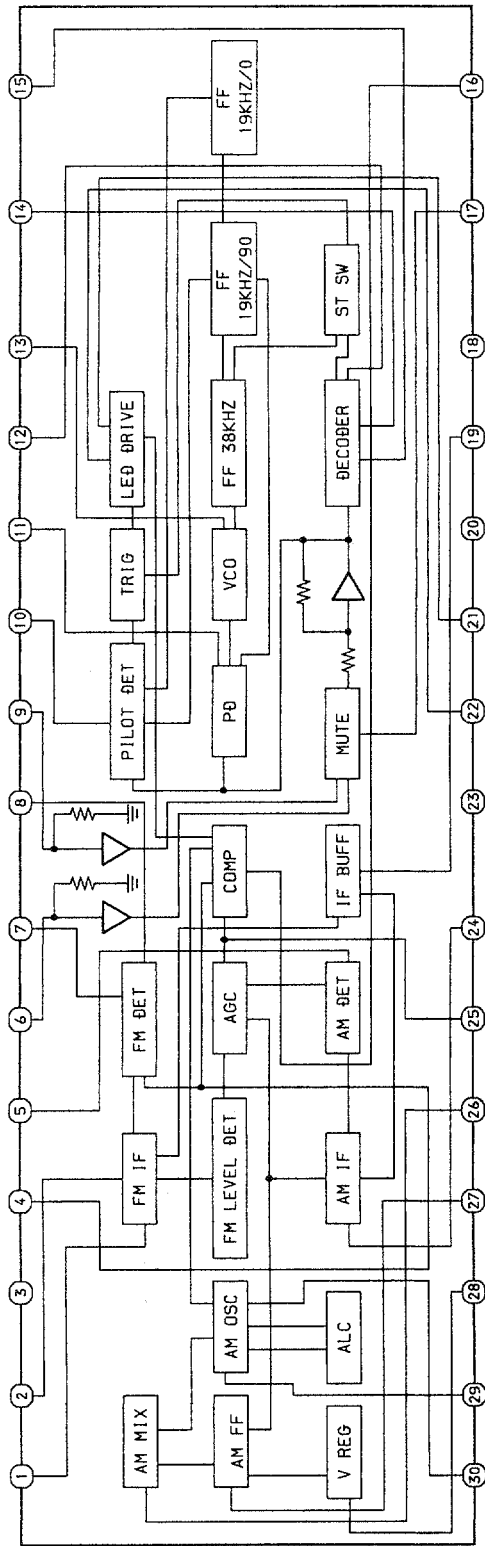 1
2
3
4
5
6
7
8
9
10
11
12
13
14
15
AM MIX
FM IF
FM DET
PILOT DET
TRIG
LED DRIVE
AM FF
AM OSC
FM LEVEL DET
AGC
COMP
PD
VCO
FF 38KHZ
FF
19KHZ/90
FF
19KHZ/0
V REG
ALC
AM IF
AM DET
IF BUFF
MUTE
DECODER
ST SW
30
29
28
27
26
25
24
23
22
21
20
19
18
17
16